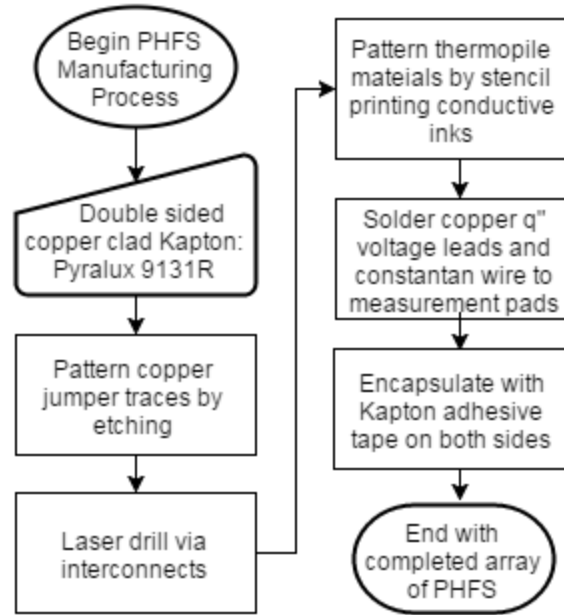 Begin PHFS
Manufacturing
Process
Double sided
copper clad Kapton:
Pyralux 9131R
Pattern copper
jumper traces by
etching
Laser drill via
interconnects
Pattern thermopile
mateials by stencil
printing conductive
inks
Solder copper q"
voltage leads and
constantan wire to
measurement pads
Encapsulate with
Kapton adhesive
tape on both sides
End with
completed array
of PHFS